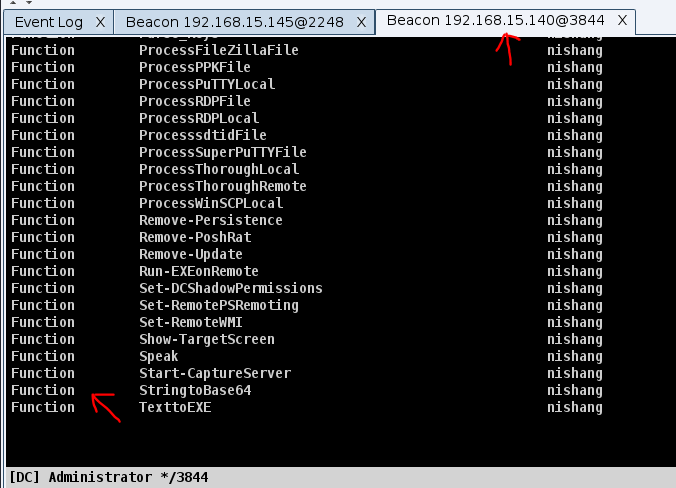 Event Log X Beacon 192.168.15.145@2248 X Beacon 192.168.15.140@3844 X
Function ProcessFileZillaFile nishang
Function ProcessPPKFile nishang
Function ProcessPuTTYLocal nishang
Function ProcessRDPFile nishang
Function ProcessRDPLocal nishang
Function ProcesssdtidFile nishang
Function ProcessSuperPuTTYFile nishang
Function ProcessThoroughLocal nishang
Function ProcessThoroughRemote nishang
Function ProcessWinSCPLocal nishang
Function Remove-Persistence nishang
Function Remove-PoshRat nishang
Function Remove-Update nishang
Function Run-EXEonRemote nishang
Function Set-DCShadowPermissions nishang
Function Set-RemotePSRemoting nishang
Function Set-RemoteWMI nishang
Function Show-TargetScreen nishang
Function Speak nishang
Function Start-CaptureServer nishang
Function StringtoBase64 nishang
Function TexttoEXE nishang
[DC] Administrator */3844